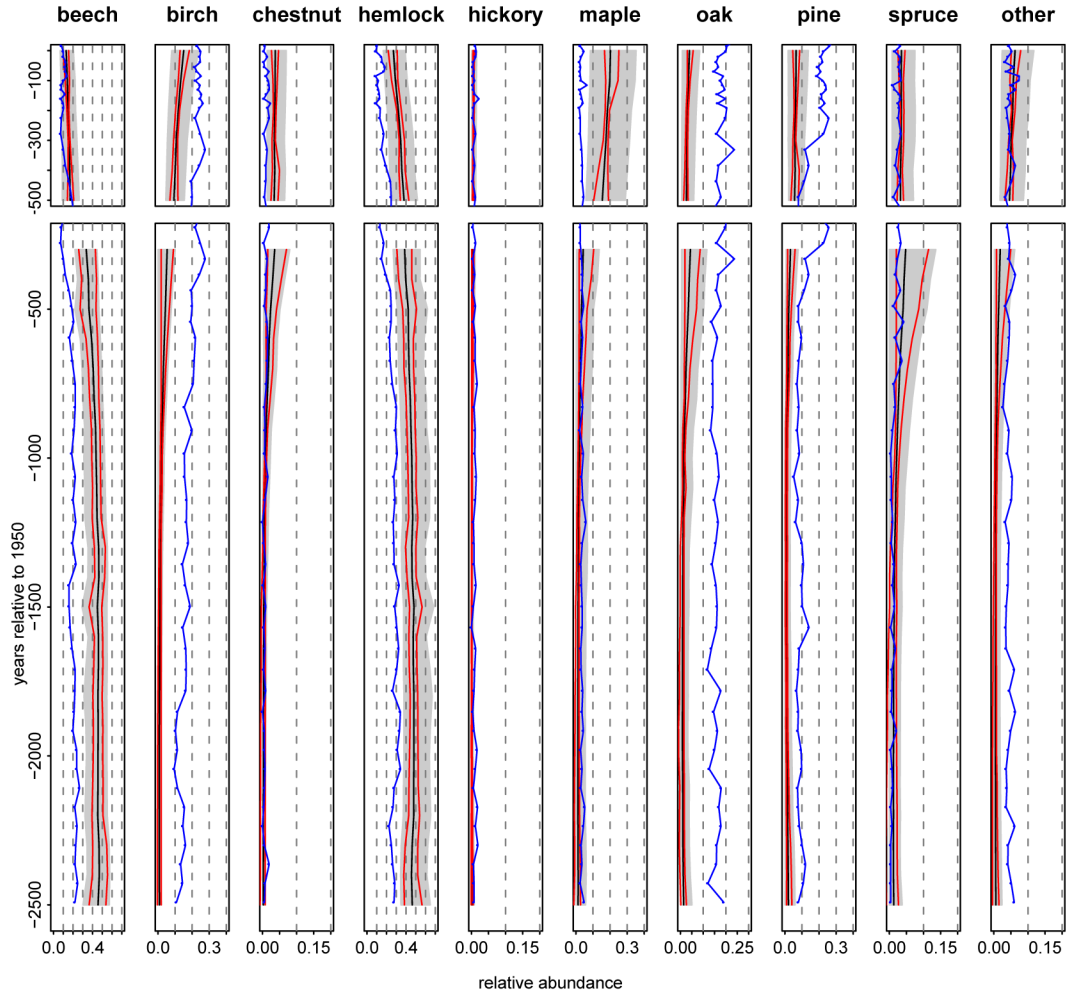 beech birch chestnut hemlock hickory maple oak pine spruce other
-100
-300
-500
-500
-1000
-1500
-2000
-2500
years relative to 1950
0.0 0.4 0.0 0.3 0.00 0.15 0.0 0.4 0.00 0.15 0.0 0.3 0.00 0.25 0.0 0.3 0.00 0.15 0.00 0.15
relative abundance